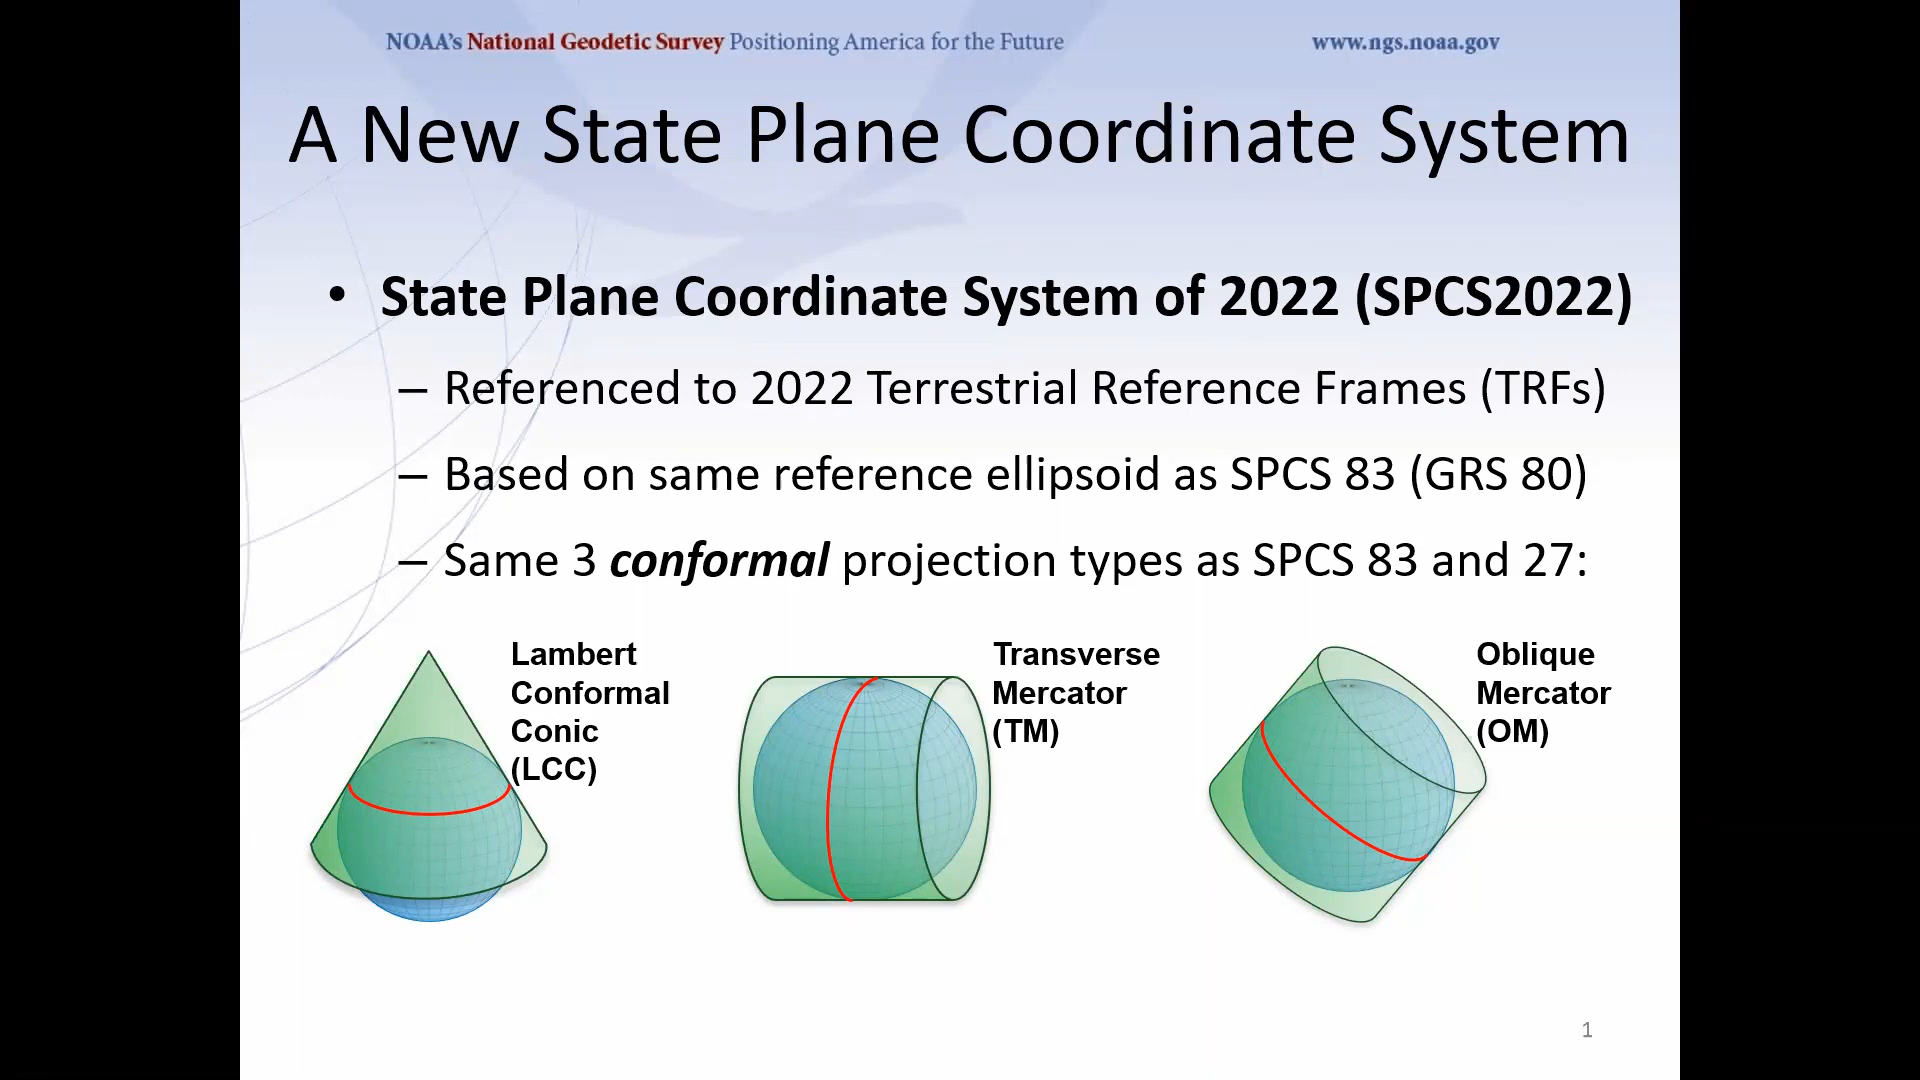 NOAA's National Geodetic Survey Positioning America for the Future
www.ngs.noaa.gov
A New State Plane Coordinate System
• State Plane Coordinate System of 2022 (SPCS2022)
– Referenced to 2022 Terrestrial Reference Frames (TRFs)
– Based on same reference ellipsoid as SPCS 83 (GRS 80)
– Same 3 conformal projection types as SPCS 83 and 27:
Lambert
Conformal
Conic
(LCC)
Transverse
Mercator
(TM)
Oblique
Mercator
(OM)
1